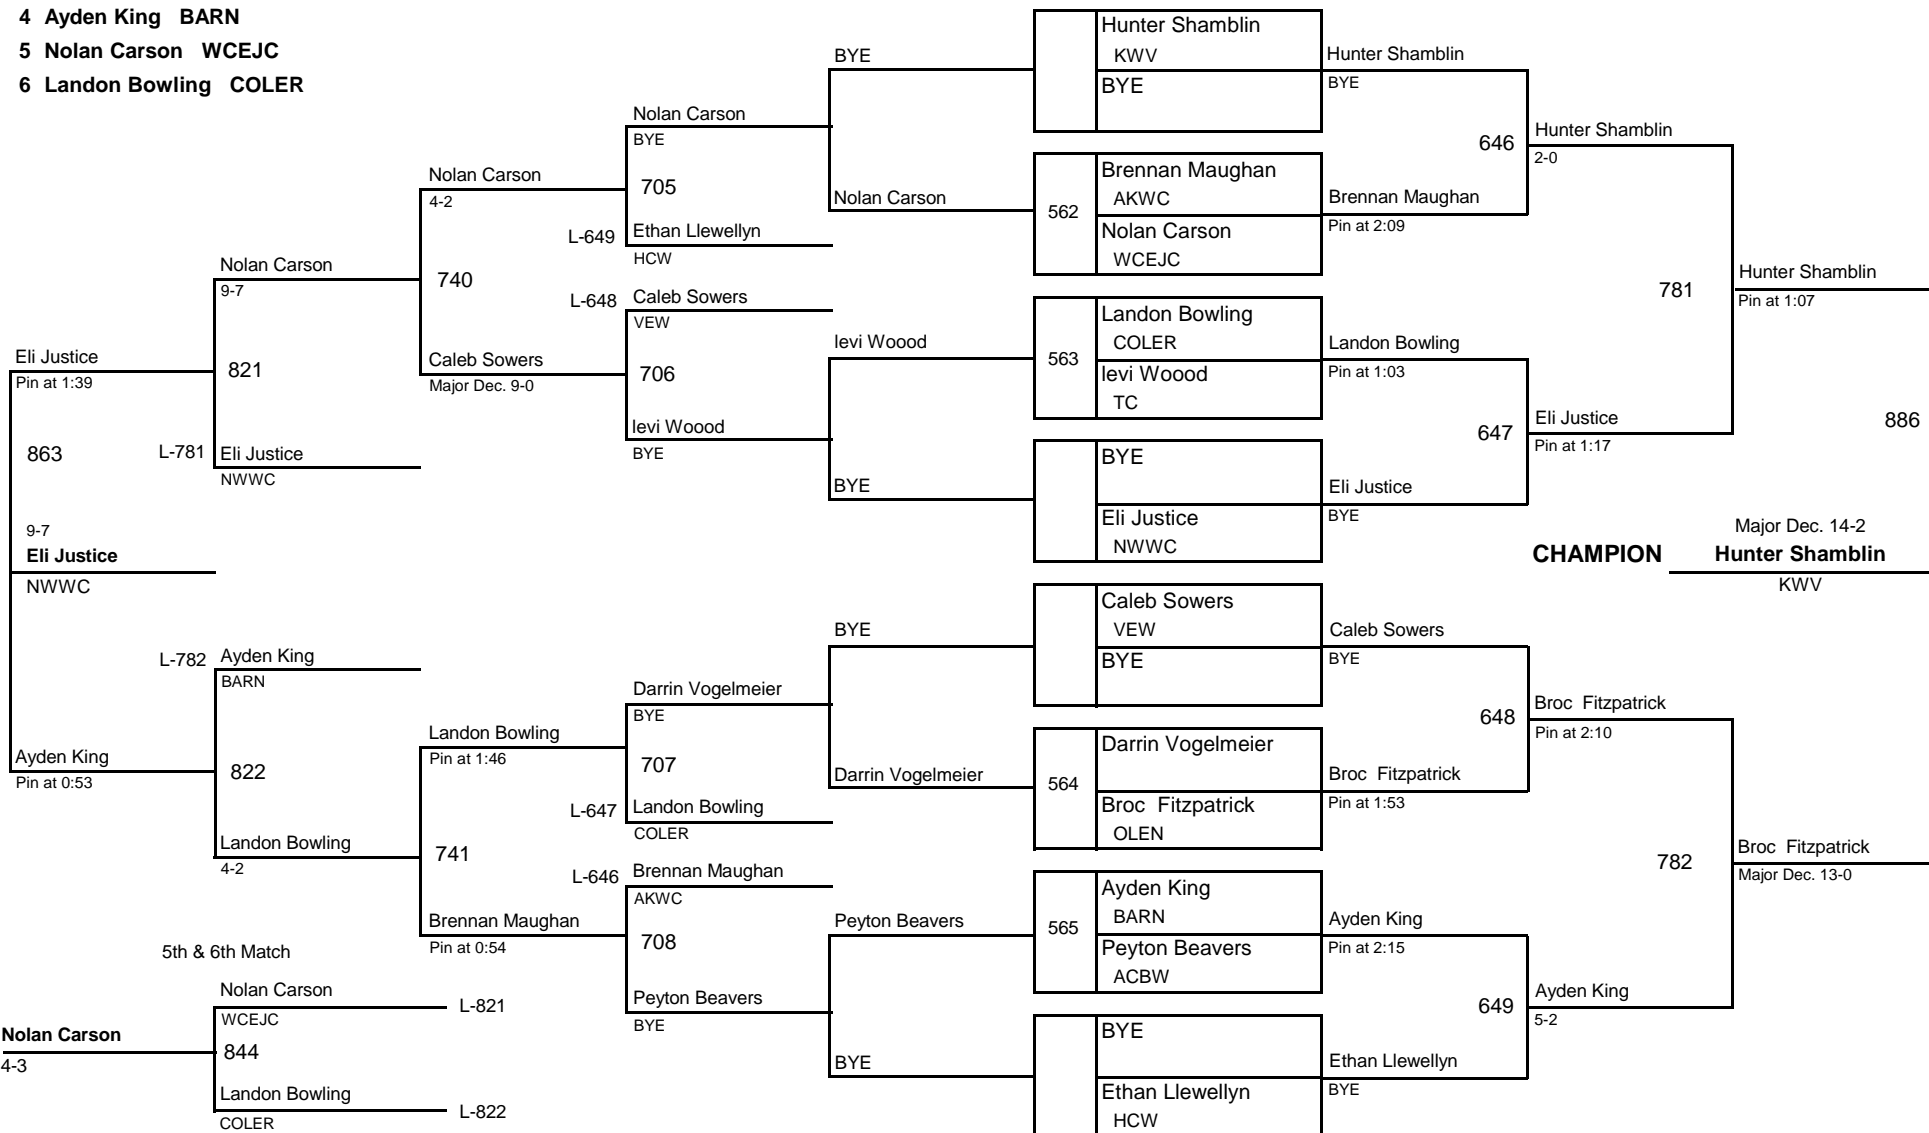 4 Ayden King BARN
5 Nolan Carson WCEJC
6 Landon Bowling COLER
Eli Justice
Pin at 1:39
863
9-7
Eli Justice
NWWC
Ayden King
Pin at 0:53
5th & 6th Match
Nolan Carson
4-3
Nolan Carson
9-7
821
L-781
Eli Justice
NWWC
L-782
Ayden King
BARN
822
Landon Bowling
4-2
Nolan Carson
L-821
WCEJC
844
Landon Bowling
L-822
COLER
Nolan Carson
4-2
740
Caleb Sowers
Major Dec. 9-0
Landon Bowling
Pin at 1:46
741
Brennan Maughan
Pin at 0:54
Nolan Carson
BYE
705
L-649
Ethan Llewellyn
HCW
L-648
Caleb Sowers
VEW
706
levi Woood
BYE
Darrin Vogelmeier
BYE
707
L-647
Landon Bowling
COLER
L-646
Brennan Maughan
AKWC
708
Peyton Beavers
BYE
BYE
Nolan Carson
levi Woood
BYE
BYE
Darrin Vogelmeier
Peyton Beavers
BYE
Hunter Shamblin
KWV
BYE
562
Brennan Maughan
AKWC
Nolan Carson
WCEJC
563
Landon Bowling
COLER
levi Woood
TC
BYE
Eli Justice
NWWC
Caleb Sowers
VEW
BYE
564
Darrin Vogelmeier
Broc Fitzpatrick
OLEN
565
Ayden King
BARN
Peyton Beavers
ACBW
BYE
Ethan Llewellyn
HCW
Hunter Shamblin
BYE
646
Brennan Maughan
Pin at 2:09
Landon Bowling
Pin at 1:03
647
Eli Justice
BYE
Caleb Sowers
BYE
648
Broc Fitzpatrick
Pin at 1:53
Ayden King
Pin at 2:15
649
Ethan Llewellyn
BYE
Hunter Shamblin
2-0
781
Eli Justice
Pin at 1:17
Broc Fitzpatrick
Pin at 2:10
782
Ayden King
5-2
Hunter Shamblin
Pin at 1:07
886
Major Dec. 14-2
CHAMPION Hunter Shamblin
KWV
Broc Fitzpatrick
Major Dec. 13-0